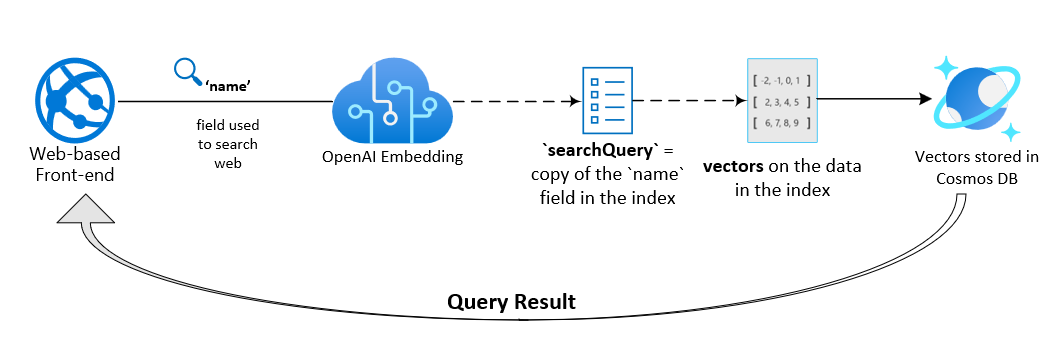 ‘name’
field used
to search
web
Web-based
Front-end
OpenAI Embedding
`searchQuery` =
copy of the `name`
field in the index
[ -2, -1, 0, 1 ]
[ 2, 3, 4, 5 ]
[ 6, 7, 8, 9 ]
vectors on the data
in the index
Vectors stored in
Cosmos DB
Query Result